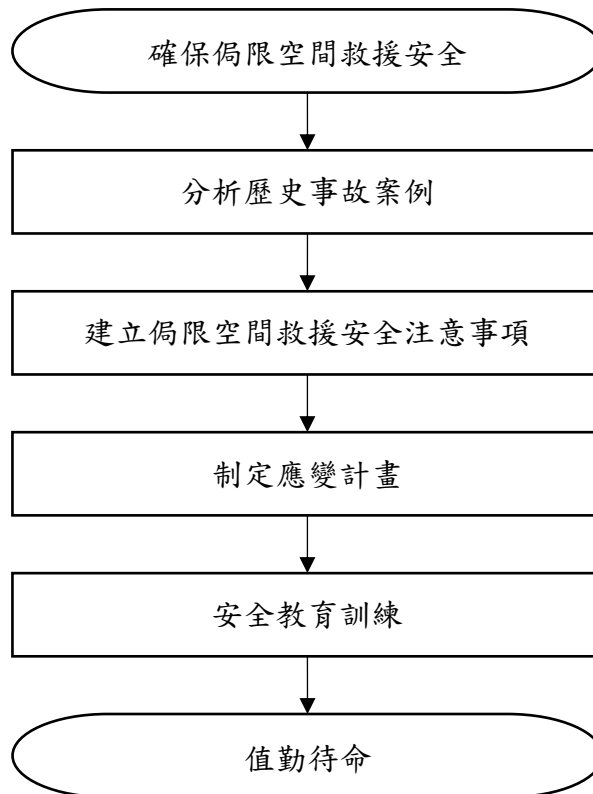 確保侷限空間救援安全
分析歷史事故案例
建立侷限空間救援安全注意事項
制定應變計畫
安全教育訓練
值勤待命